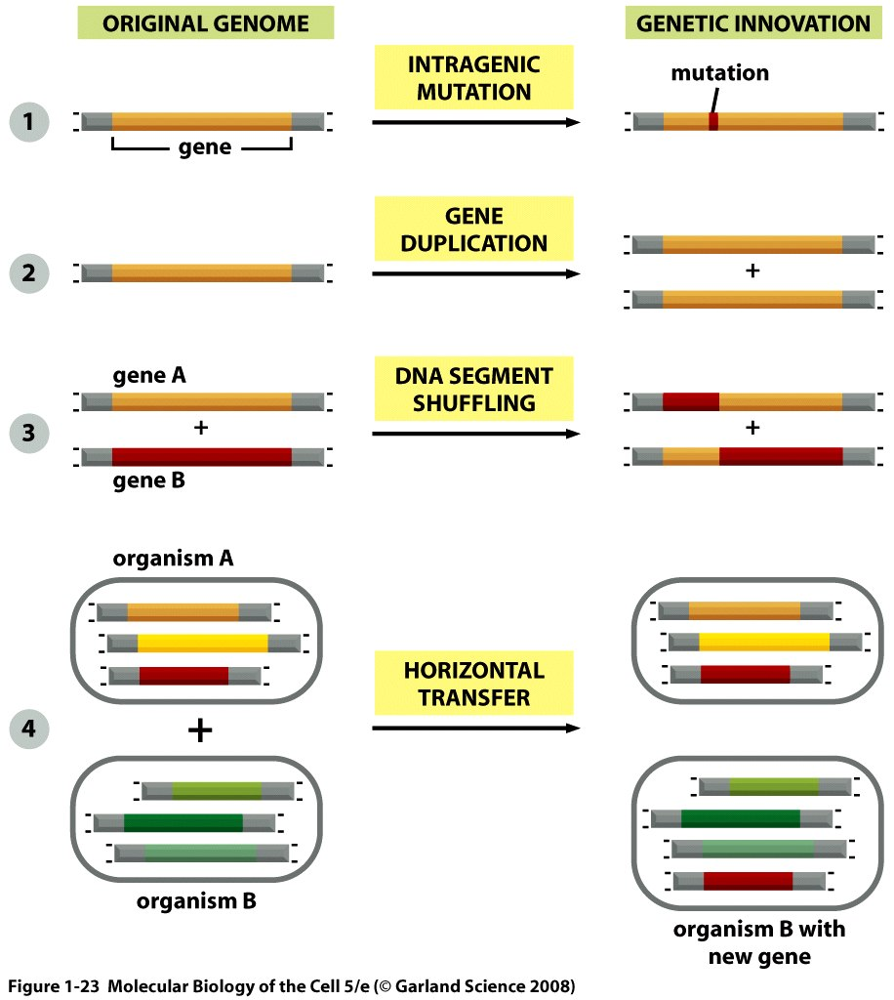 ORIGINAL GENOME
GENETIC INNOVATION
INTRAGENIC
MUTATION
mutation
1
gene
GENE
DUPLICATION
2
+
gene A
DNA SEGMENT
SHUFFLING
+
+
3
gene B
organism A
HORIZONTAL
TRANSFER
4
+
organism B
organism B with
new gene
Figure 1-23 Molecular Biology of the Cell 5/e (© Garland Science 2008)